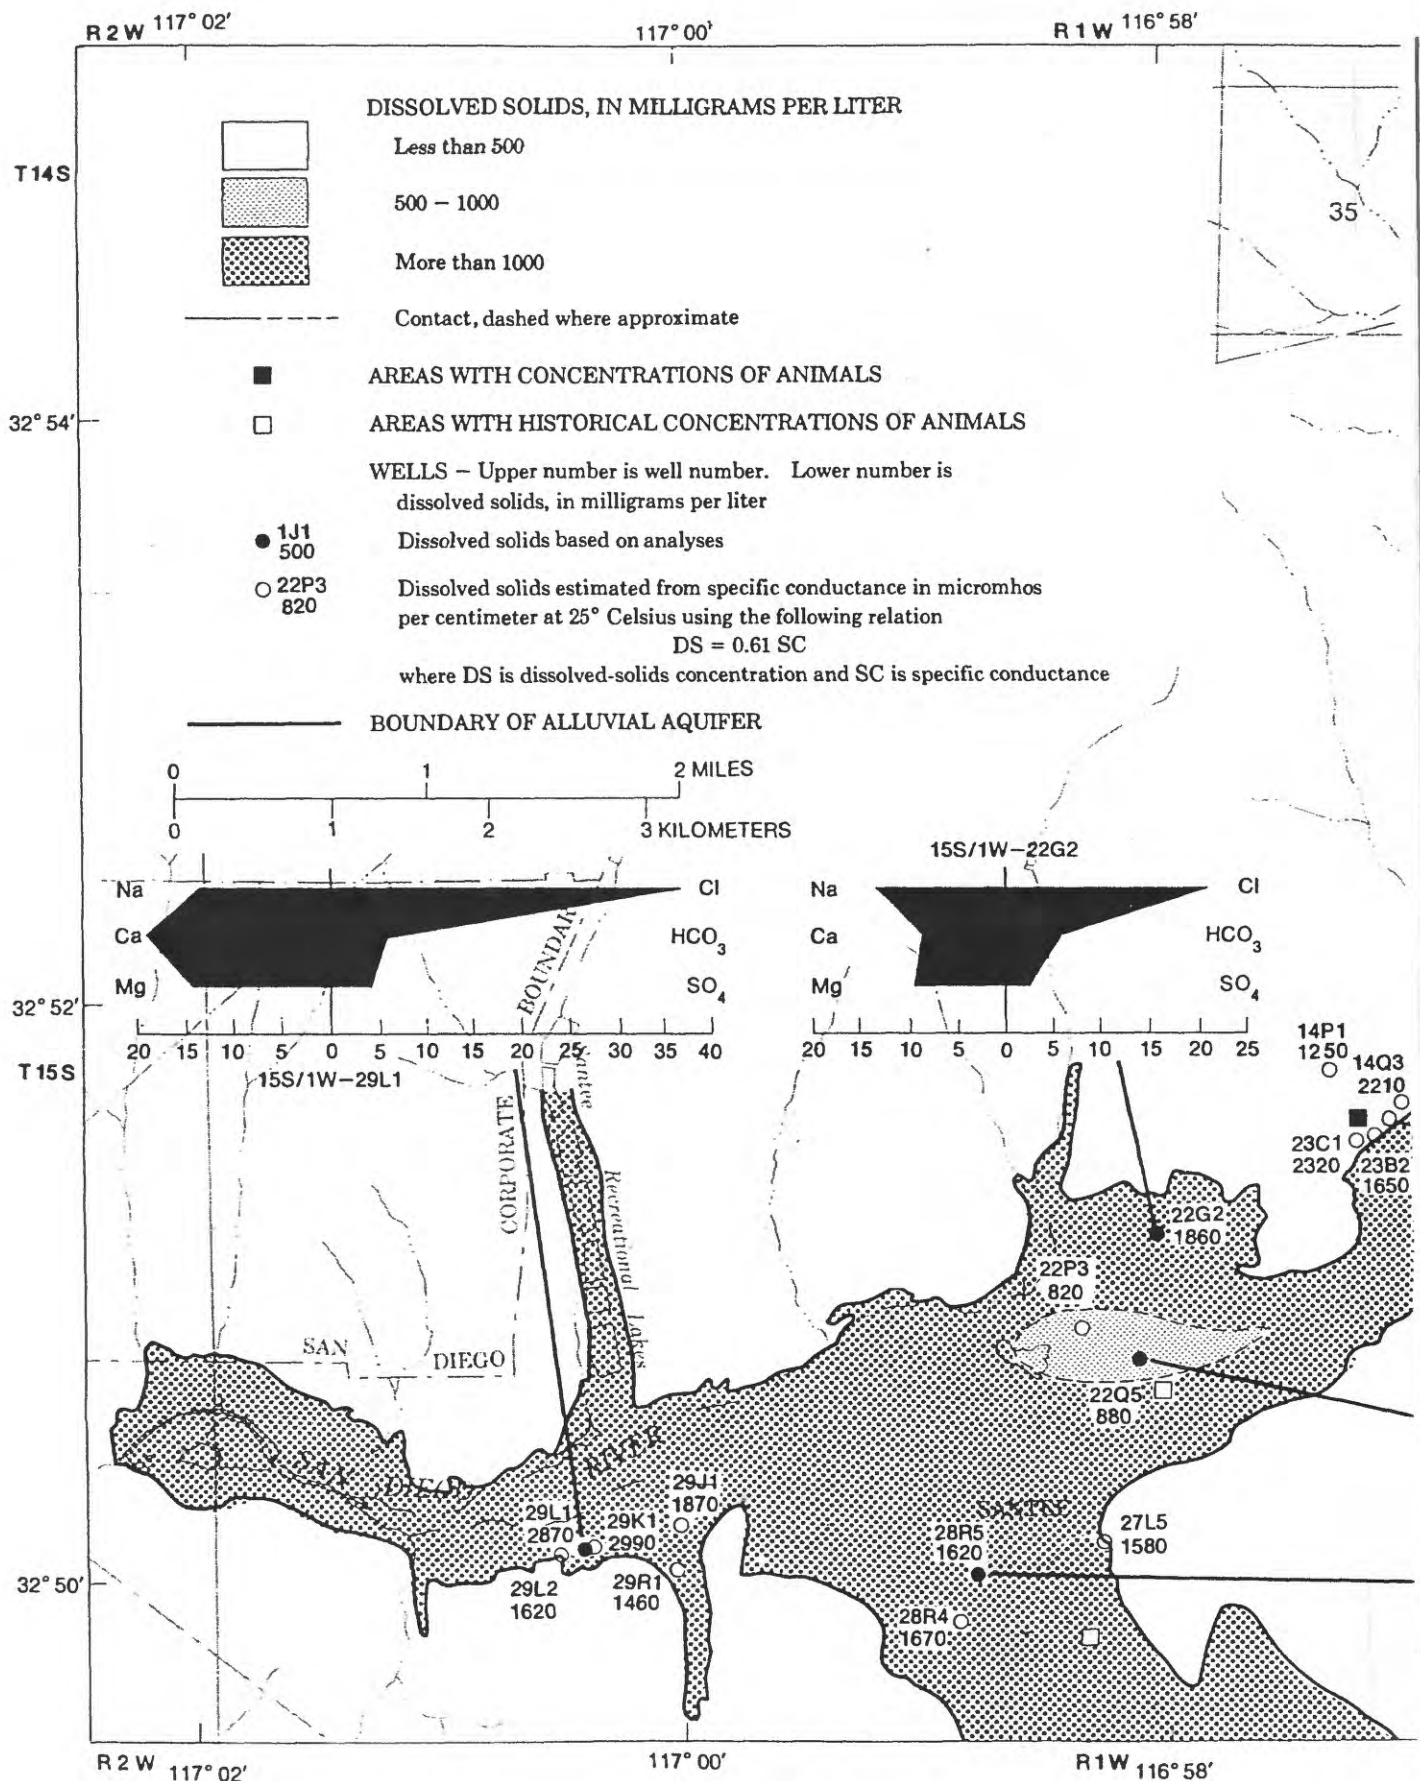 R 2 W 117° 02′ 117° 00′ R 1 W 116° 58′
DISSOLVED SOLIDS, IN MILLIGRAMS PER LITER
Less than 500
T 14 S
500 – 1000
35
More than 1000
Contact, dashed where approximate
AREAS WITH CONCENTRATIONS OF ANIMALS
32° 54′
AREAS WITH HISTORICAL CONCENTRATIONS OF ANIMALS
WELLS – Upper number is well number. Lower number is
dissolved solids, in milligrams per liter
1J1
500
Dissolved solids based on analyses
22P3
820
Dissolved solids estimated from specific conductance in micromhos
per centimeter at 25° Celsius using the following relation
DS = 0.61 SC
where DS is dissolved-solids concentration and SC is specific conductance
BOUNDARY OF ALLUVIAL AQUIFER
0 1 2 MILES
0 1 2 3 KILOMETERS
15S/1W–22G2
Na Cl Na Cl
Ca HCO3 Ca HCO3
Mg SO4 Mg SO4
BOUNDAR
32° 52′
20 15 10 5 0 5 10 15 20 25 30 35 40
20 15 10 5 0 5 10 15 20 25
15S/1W–29L1
T 15 S
14P1
1250
14Q3
2210
Santee
CORPORATE
Recreational Lakes
23C1
2320
23B2
1650
22G2
1860
22P3
820
SAN DIEGO
22Q5
880
SAN DIEGO RIVER
29J1
1870
SANTEE
29L1
2870
29K1
2990
28R5
1620
27L5
1580
32° 50′
29L2
1620
29R1
1460
28R4
1670
R 2 W 117° 02′ 117° 00′ R 1 W 116° 58′